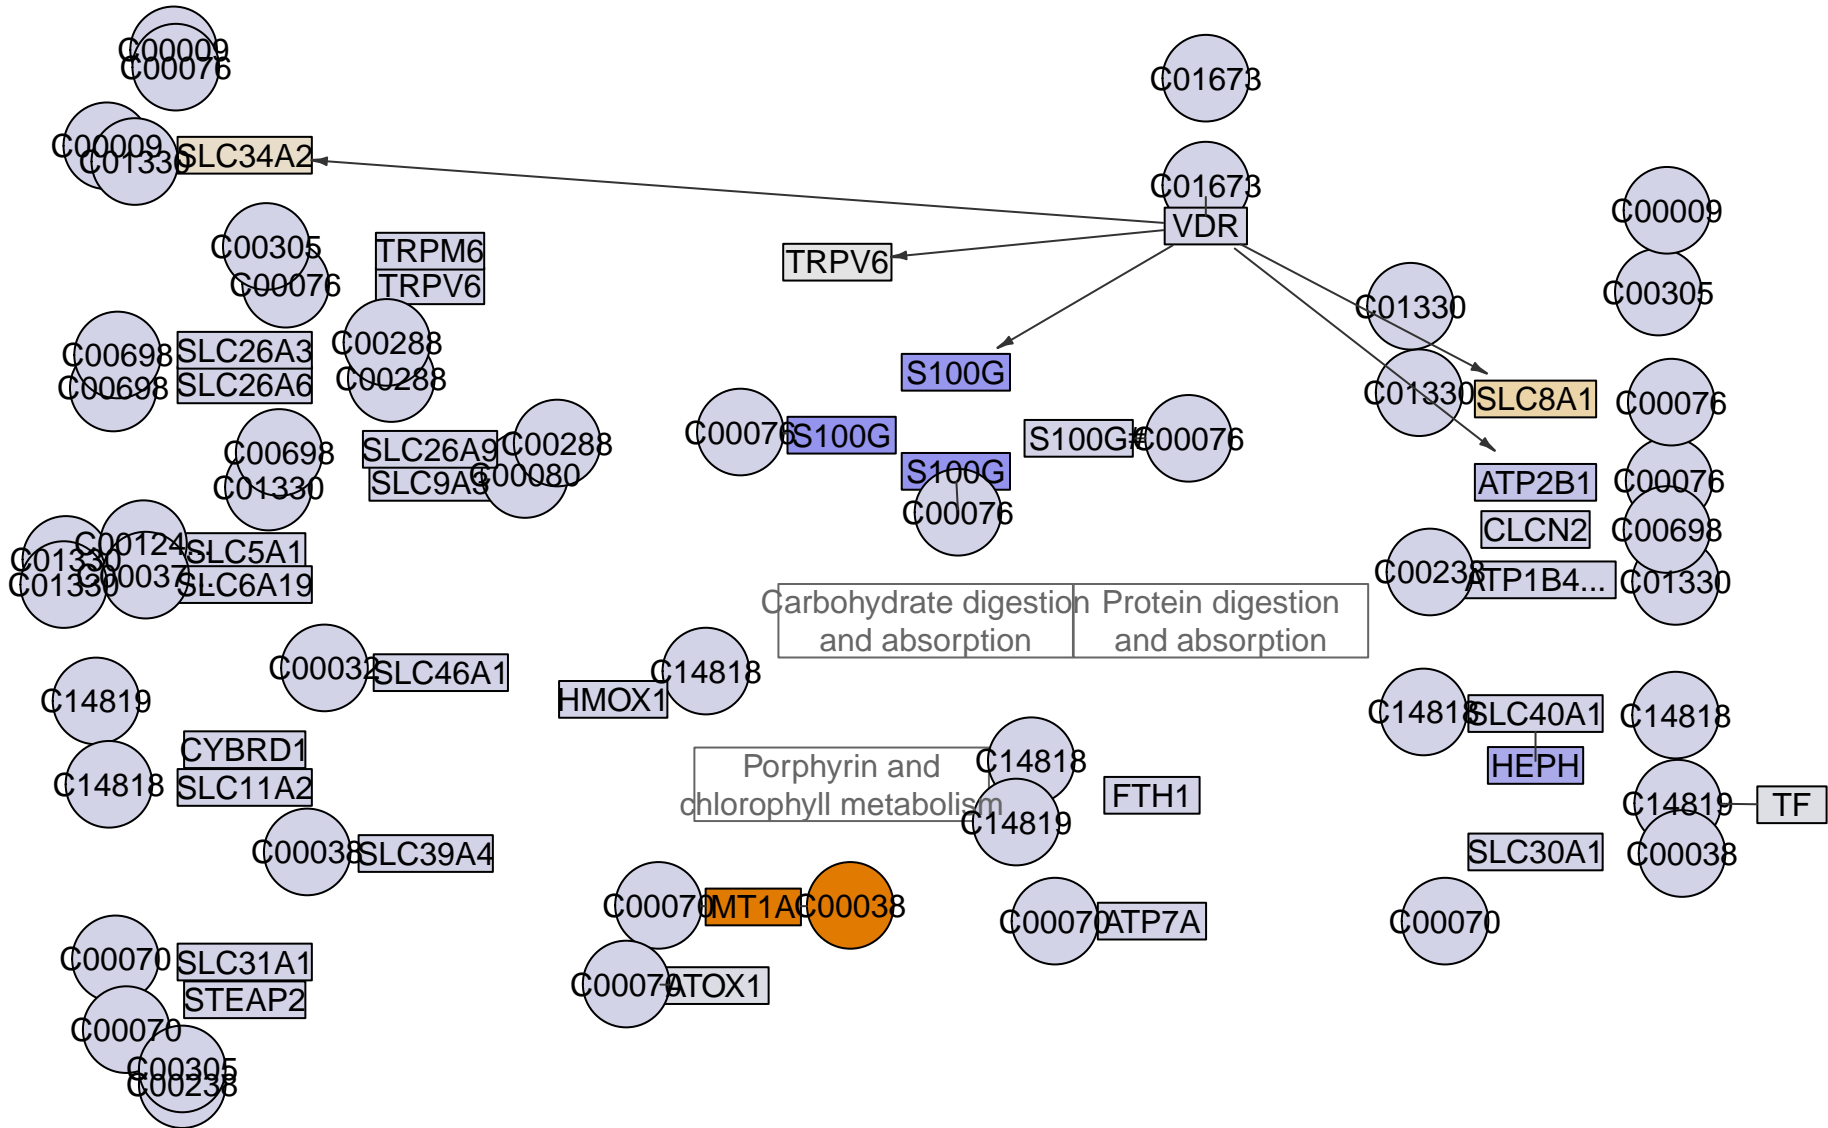 C00009
C00076
C01673
C00009
C01330
SLC34A2
C01673
VDR
C00009
C00305
TRPM6
TRPV6
C00076
TRPV6
C01330
C00305
C00698
SLC26A3
C00288
C00698
SLC26A6
C00288
S100G
C01330
SLC8A1
C00076
C00698
SLC26A9
C00288
C00076
S100G
S100G#
C00076
C01330
SLC9A3
C00080
S100G
ATP2B1
C00076
C00076
CLCN2
C00698
C01330
C00124...
SLC5A1
C01330
C00037...
SLC6A19
C00238
ATP1B4...
C01330
Carbohydrate digestion
and absorption
Protein digestion
and absorption
C00032
SLC46A1
C14818
HMOX1
C14819
C14818
SLC40A1
C14818
CYBRD1
C14818
SLC11A2
Porphyrin and
chlorophyll metabolism
C14818
C14819
FTH1
HEPH
C14819
TF
C00038
SLC39A4
SLC30A1
C00038
C00070
MT1A
C00038
C00070
ATP7A
C00070
C00070
SLC31A1
STEAP2
C00070
ATOX1
C00070
C00305
C00238